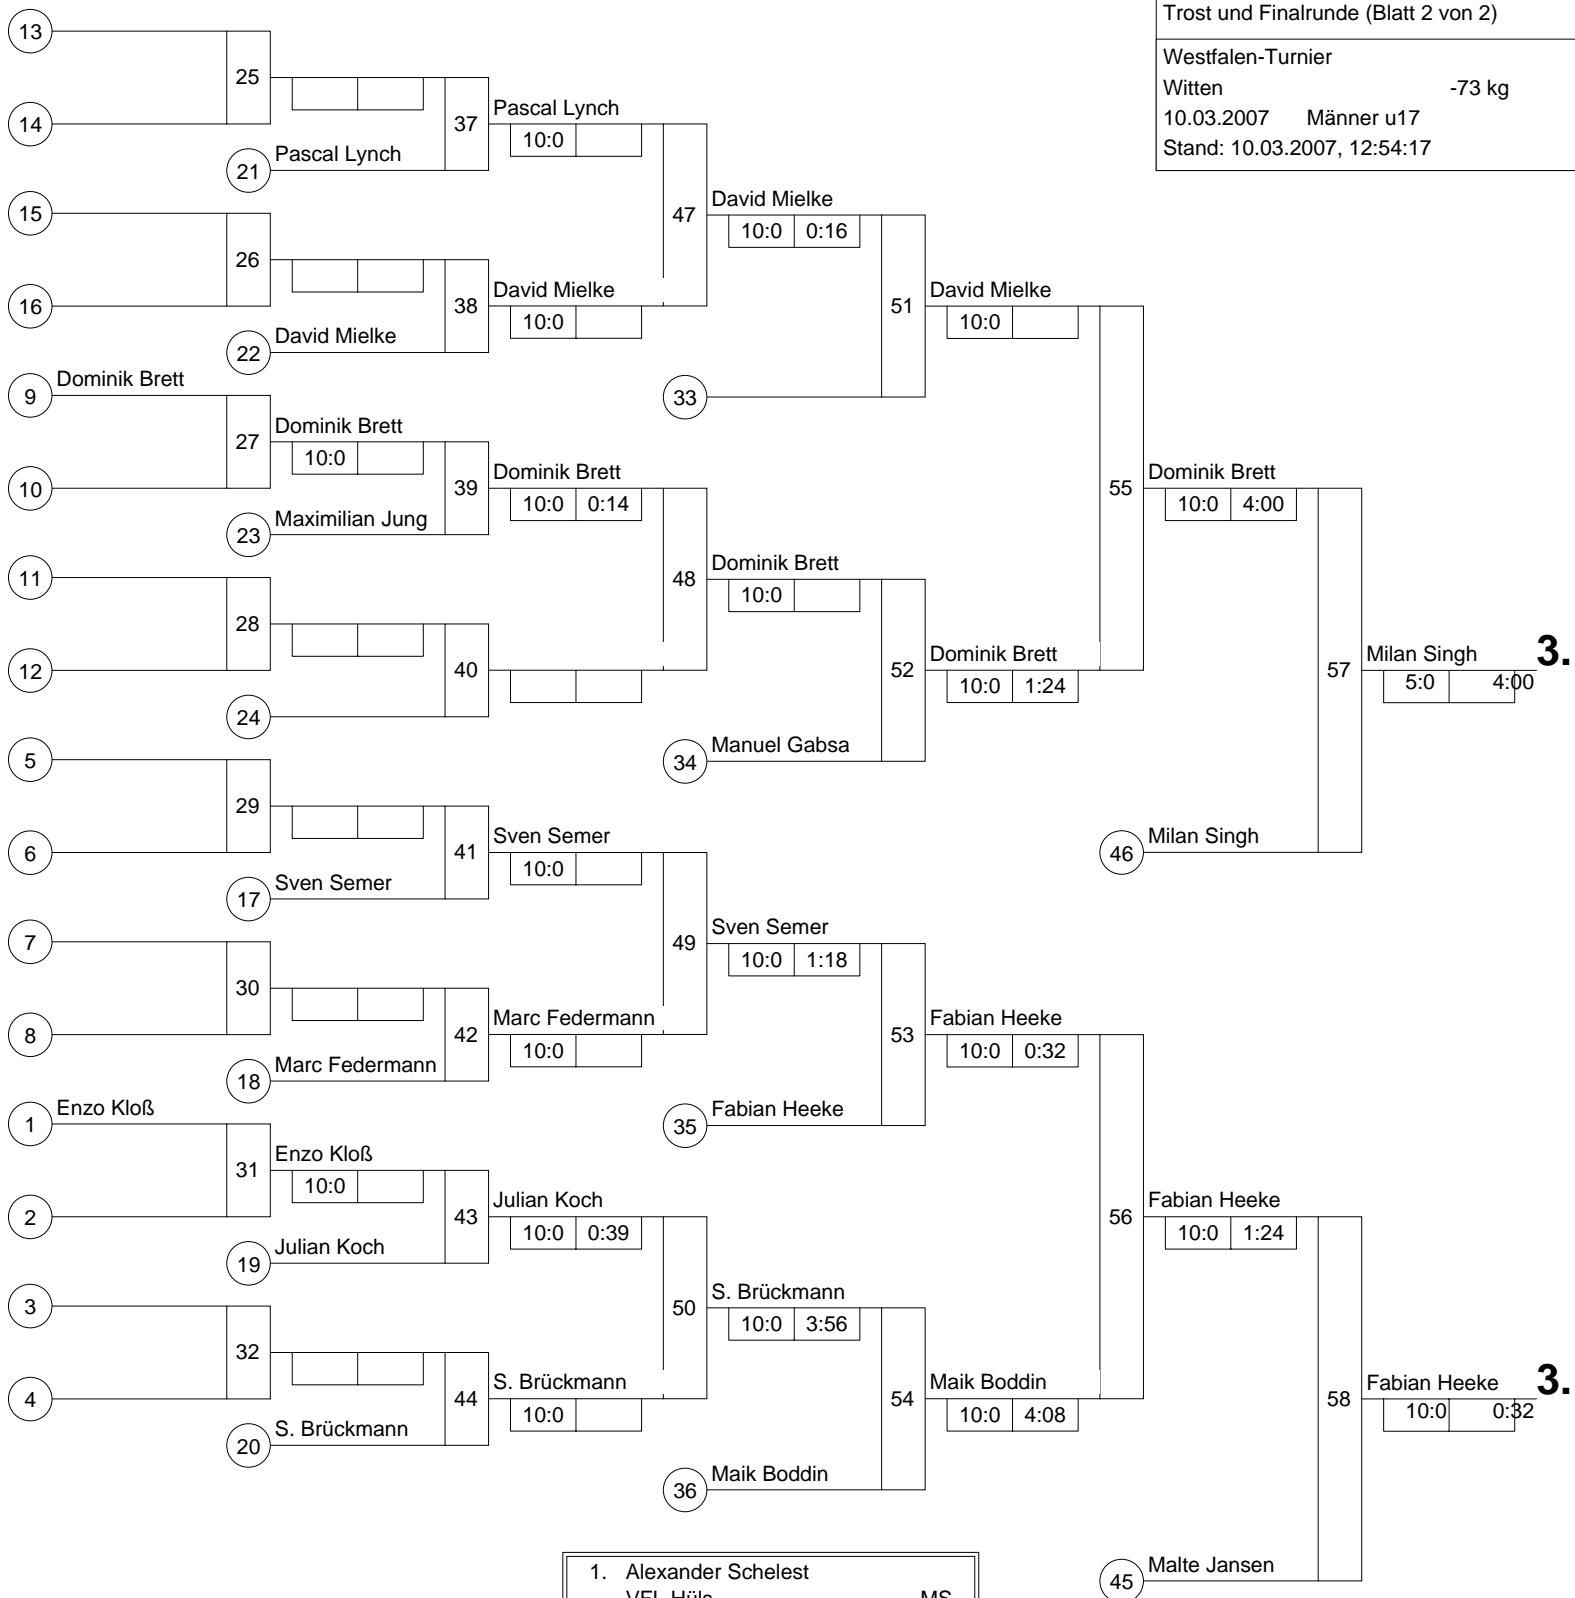 Trost und Finalrunde (Blatt 2 von 2)
Westfalen-Turnier
Witten -73 kg
10.03.2007 Männer u17
Stand: 10.03.2007, 12:54:17
13
25
14
37
Pascal Lynch
10:0
21 Pascal Lynch
15
26
16
38
David Mielke
10:0
22 David Mielke
47
David Mielke
10:0 0:16
33
51
David Mielke
10:0
9 Dominik Brett
27
10
Dominik Brett
10:0
23 Maximilian Jung
39
Dominik Brett
10:0 0:14
11
28
12
24
40
48
Dominik Brett
10:0
34 Manuel Gabsa
52
Dominik Brett
10:0 1:24
55
Dominik Brett
10:0 4:00
46 Milan Singh
57
Milan Singh 3.
5:0 4:00
5
29
6
17 Sven Semer
41
Sven Semer
10:0
7
30
8
18 Marc Federmann
42
Marc Federmann
10:0
49
Sven Semer
10:0 1:18
35 Fabian Heeke
53
Fabian Heeke
10:0 0:32
1 Enzo Kloß
31
2
Enzo Kloß
10:0
19 Julian Koch
43
Julian Koch
10:0 0:39
3
32
4
20 S. Brückmann
44
S. Brückmann
10:0
50
S. Brückmann
10:0 3:56
36 Maik Boddin
54
Maik Boddin
10:0 4:08
56
Fabian Heeke
10:0 1:24
45 Malte Jansen
58
Fabian Heeke 3.
10:0 0:32
1. Alexander Schelest
VFL Hüls MS